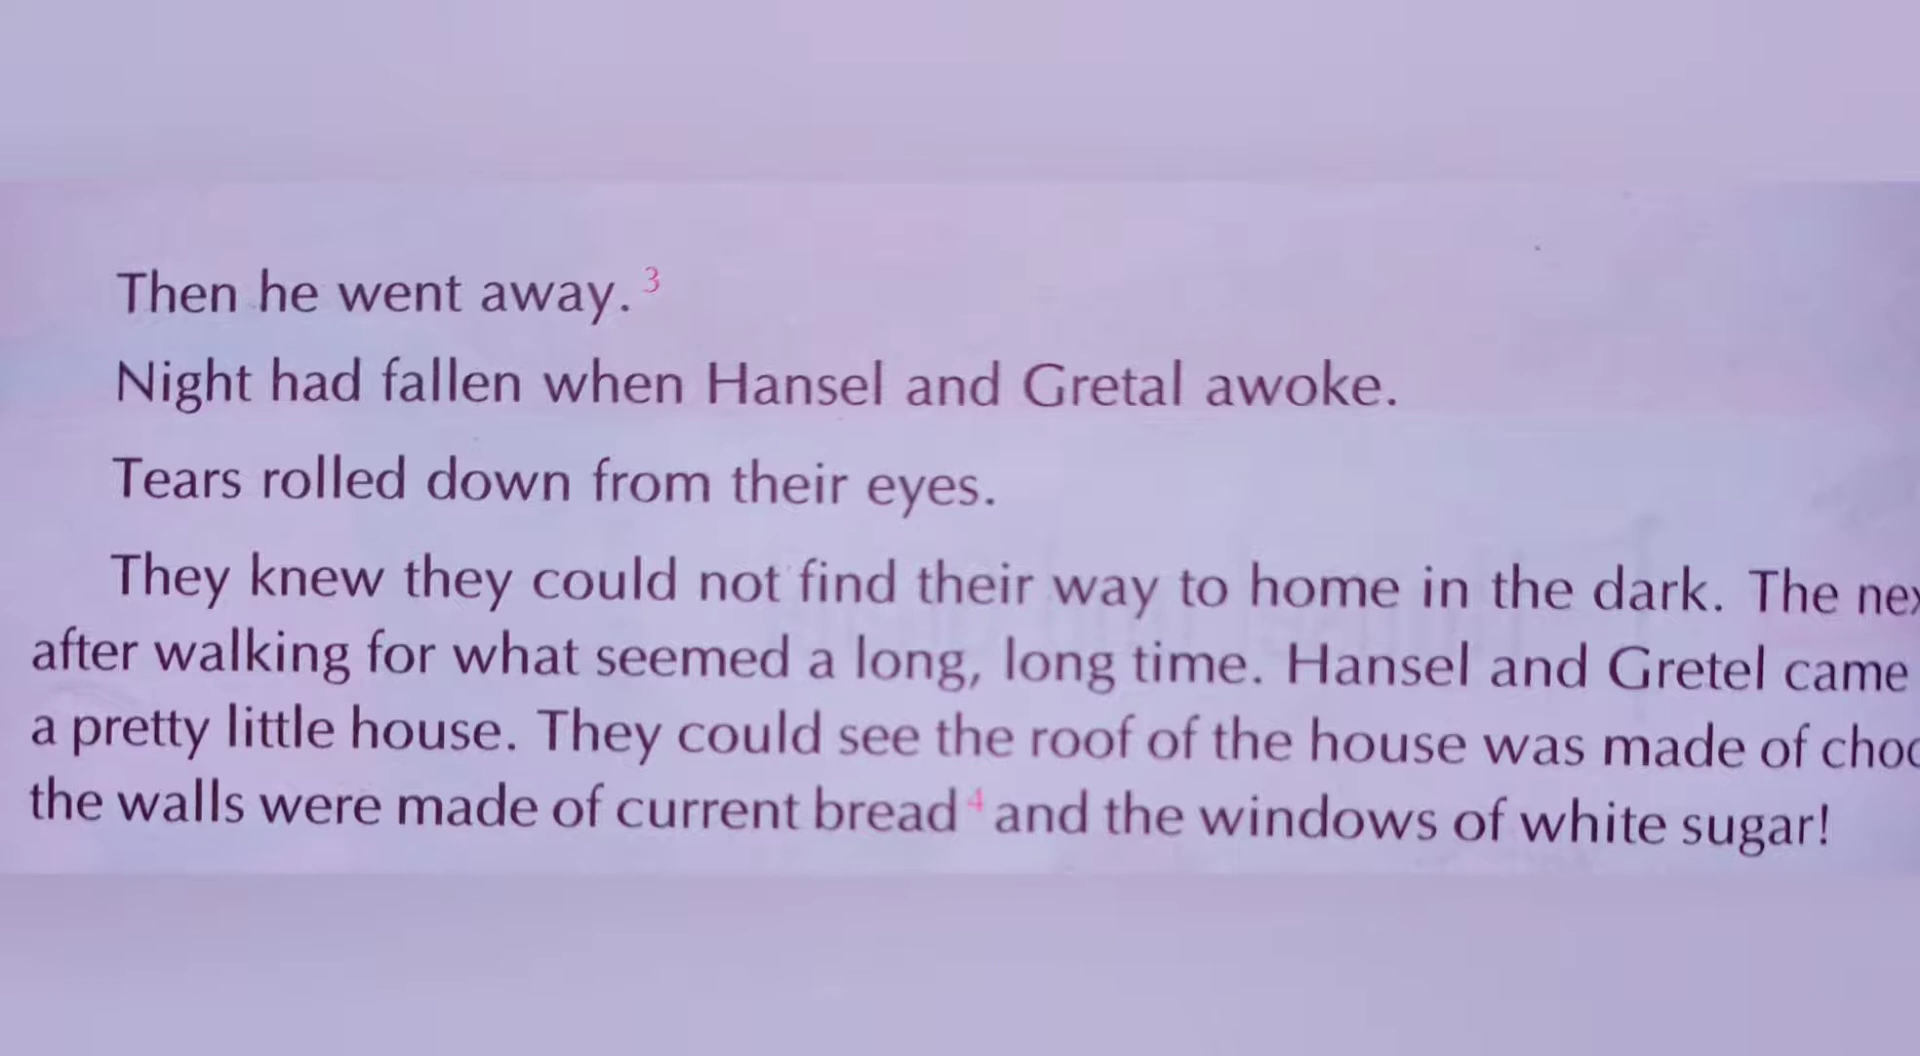 Then he went away. 3
Night had fallen when Hansel and Gretal awoke.
Tears rolled down from their eyes.
They knew they could not find their way to home in the dark. The
after walking for what seemed a long, long time. Hansel and Gretel came
a pretty little house. They could see the roof of the house was made of
the walls were made of current bread 4 and the windows of white sugar!